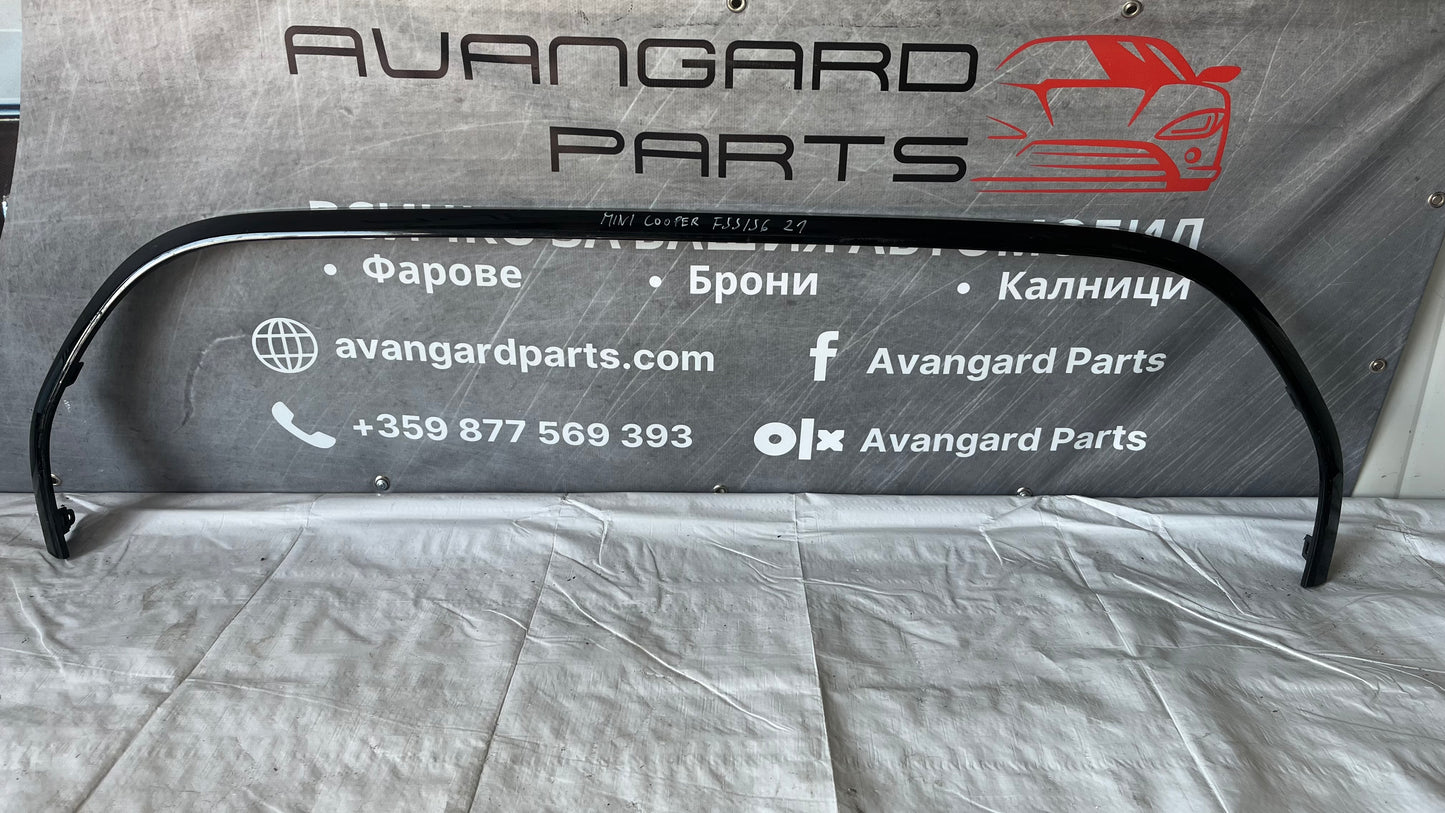 AVANGARD
PARTS
MINI COOPER F55/56 21
• Фарове • Брони • Калници
avangardparts.com
Avangard Parts
+359 877 569 393
olx Avangard Parts